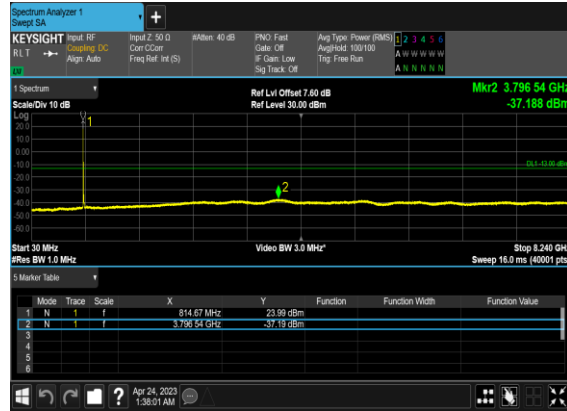 Spectrum Analyzer 1
Swept SA
+
KEYSIGHT Input: RF Input Z: 50 Ω #Atten: 40 dB PNO: Fast Avg Type: Power (RMS) 1 2 3 4 5 6
RLT Coupling: DC Corr CCorr Gate: Off Avg|Hold: 100/100 A W W W W W
Align: Auto Freq Ref: Int (S) IF Gain: Low Trig: Free Run
Sig Track: Off A N N N N N
1 Spectrum Ref Lvl Offset 7.60 dB Mkr2 3.796 54 GHz
Scale/Div 10 dB Ref Level 30.00 dBm -37.188 dBm
Log
1
20.0
10.0
0.00
-10.0
DL1 -13.00 dBm
-20.0
-30.0
2
-40.0
-50.0
-60.0
Start 30 MHz Video BW 3.0 MHz* Stop 8.240 GHz
#Res BW 1.0 MHz Sweep 16.0 ms (40001 pts
5 Marker Table
Mode Trace Scale X Y Function Function Width Function Value
1 N 1 f 814.67 MHz 23.99 dBm
2 N 1 f 3.796 54 GHz -37.19 dBm
3
4
5
6
? Apr 24, 2023
1:38:01 AM